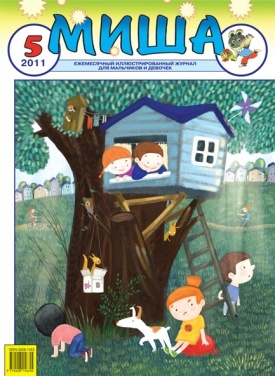 5
2011
МИША
ЕЖЕМЕСЯЧНЫЙ ИЛЛЮСТРИРОВАННЫЙ ЖУРНАЛ
ДЛЯ МАЛЬЧИКОВ И ДЕВОЧЕК